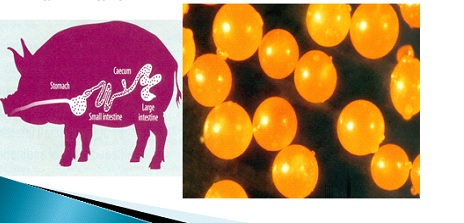 Caecum
Stomach
Large
intestine
Small intestine